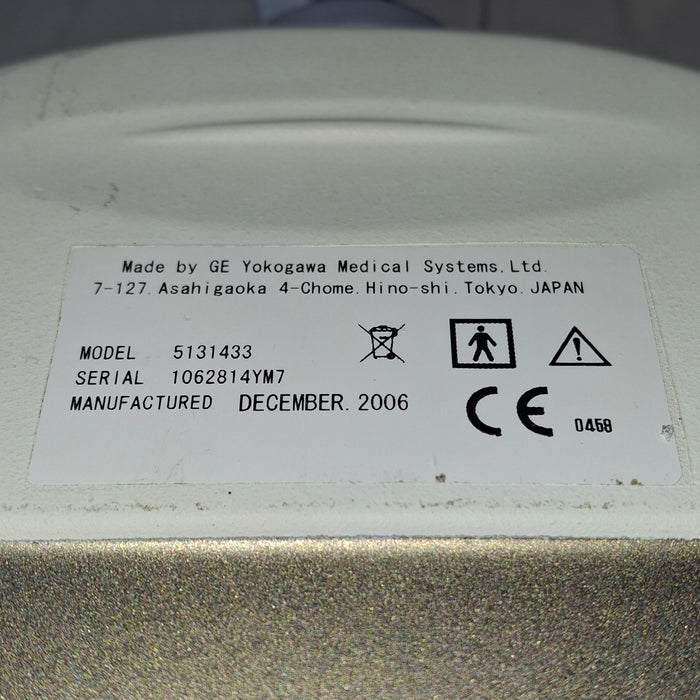 Made by GE Yokogawa Medical Systems, Ltd.
7-127, Asahigaoka 4-Chome, Hino-shi, Tokyo, JAPAN
MODEL 5131433
SERIAL 1062814YM7
MANUFACTURED DECEMBER. 2006
CE 0459